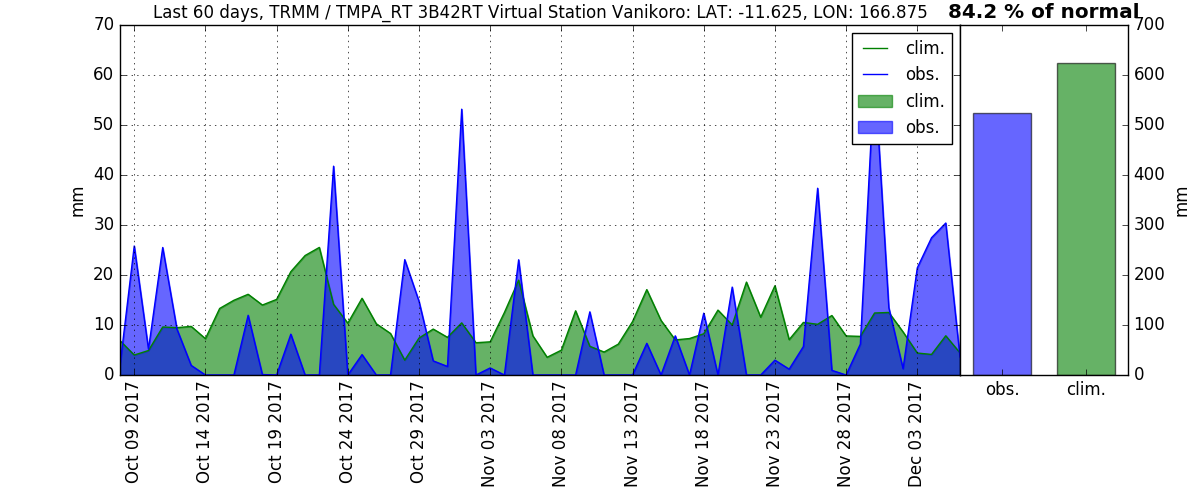 Last 60 days, TRMM / TMPA_RT 3B42RT Virtual Station Vanikoro: LAT: -11.625, LON: 166.875
84.2 % of normal
70
60
50
40
30
20
10
0
mm
clim.
obs.
clim.
obs.
Oct 09 2017
Oct 14 2017
Oct 19 2017
Oct 24 2017
Oct 29 2017
Nov 03 2017
Nov 08 2017
Nov 13 2017
Nov 18 2017
Nov 23 2017
Nov 28 2017
Dec 03 2017
obs.
clim.
700
600
500
400
300
200
100
0
mm